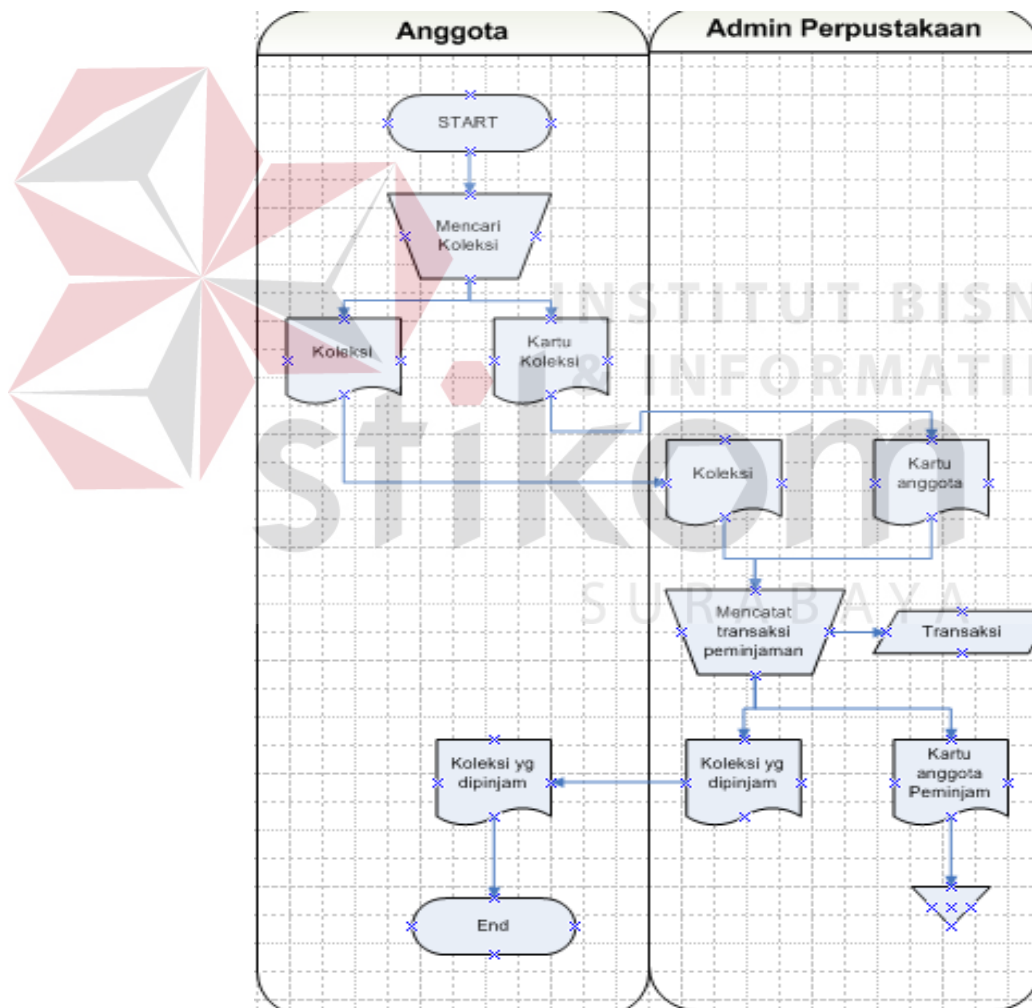 Anggota
Admin Perpustakaan
START
Mencari
Koleksi
Koleksi
Kartu
Koleksi
INSTITUT BISN
& INFORMATI
stikom
SURABAYA
Koleksi
Kartu
anggota
Mencatat
transaksi
peminjaman
Transaksi
Koleksi yg
dipinjam
Koleksi yg
dipinjam
Kartu
anggota
Peminjam
End